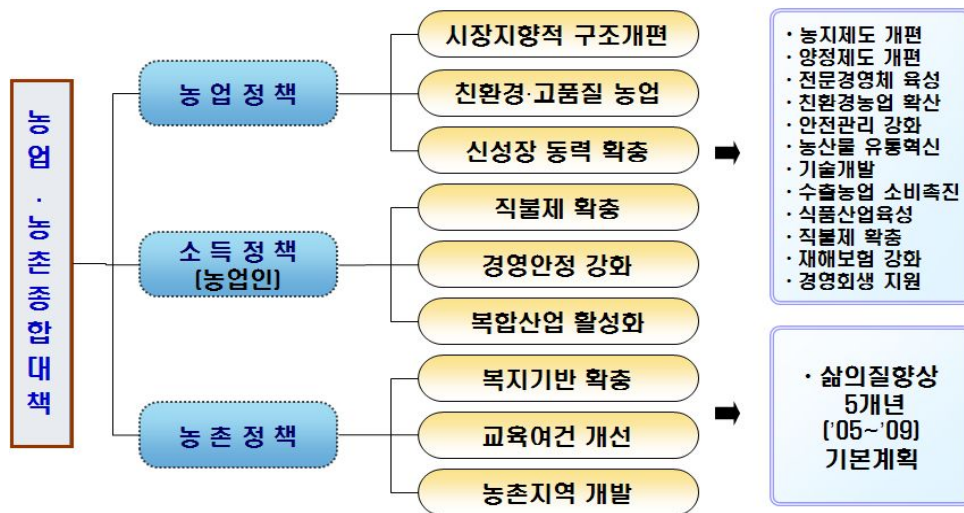 농업·농촌종합대책
농업정책
시장지향적 구조개편
친환경·고품질 농업
신성장 동력 확충
소득정책
(농업인)
직불제 확충
경영안정 강화
복합산업 활성화
농촌정책
복지기반 확충
교육여건 개선
농촌지역 개발
· 농지제도 개편
· 양정제도 개편
· 전문경영체 육성
· 친환경농업 확산
· 안전관리 강화
· 농산물 유통혁신
· 기술개발
· 수출농업 소비촉진
· 식품산업육성
· 직불제 확충
· 재해보험 강화
· 경영회생 지원
· 삶의질향상
5개년
('05~'09)
기본계획